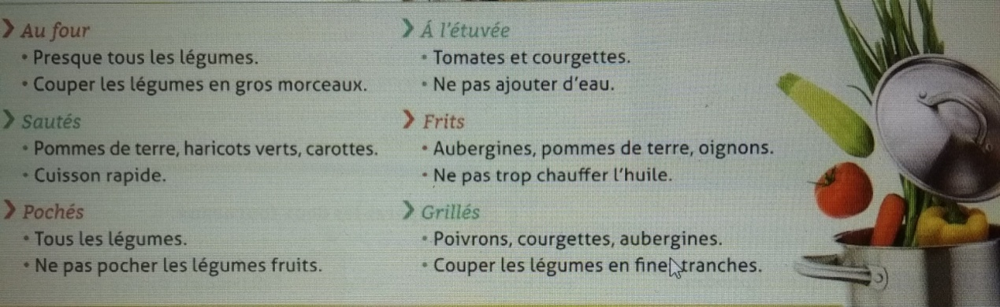 Au four
• Presque tous les légumes.
• Couper les légumes en gros morceaux.
Sautés
• Pommes de terre, haricots verts, carottes.
• Cuisson rapide.
Pochés
• Tous les légumes.
• Ne pas pocher les légumes fruits.
Á l'étuvée
• Tomates et courgettes.
• Ne pas ajouter d'eau.
Frits
• Aubergines, pommes de terre, oignons.
• Ne pas trop chauffer l'huile.
Grillés
• Poivrons, courgettes, aubergines.
• Couper les légumes en fines tranches.